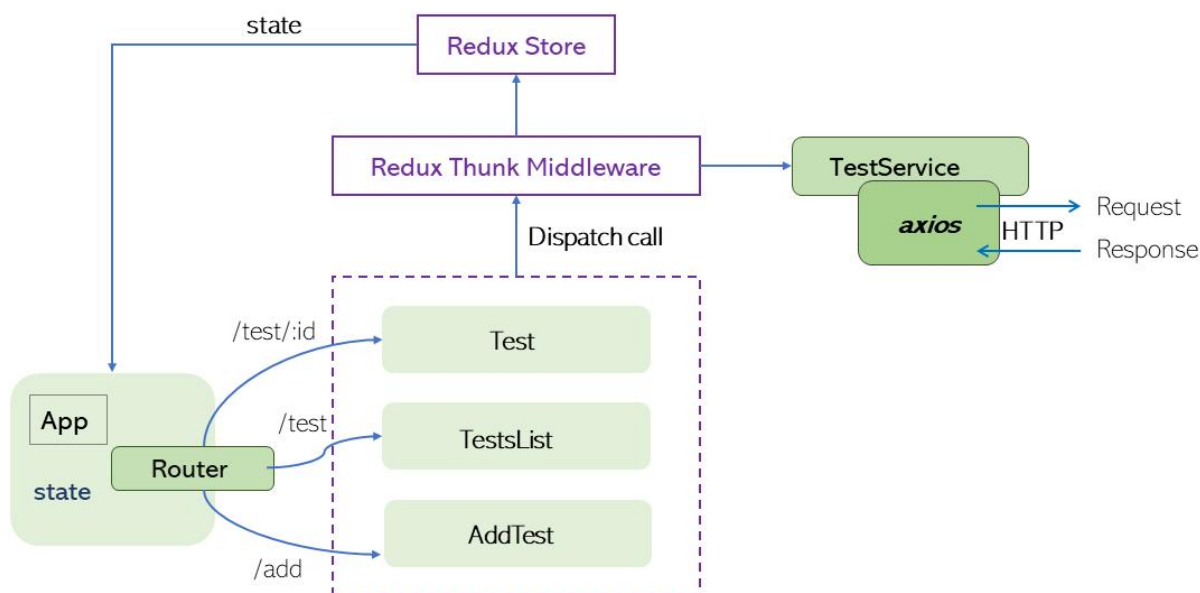 state
Redux Store
Redux Thunk Middleware
TestService
axios
Request
HTTP
Response
Dispatch call
/test/:id
Test
App
/test
TestsList
Router
state
AddTest
/add